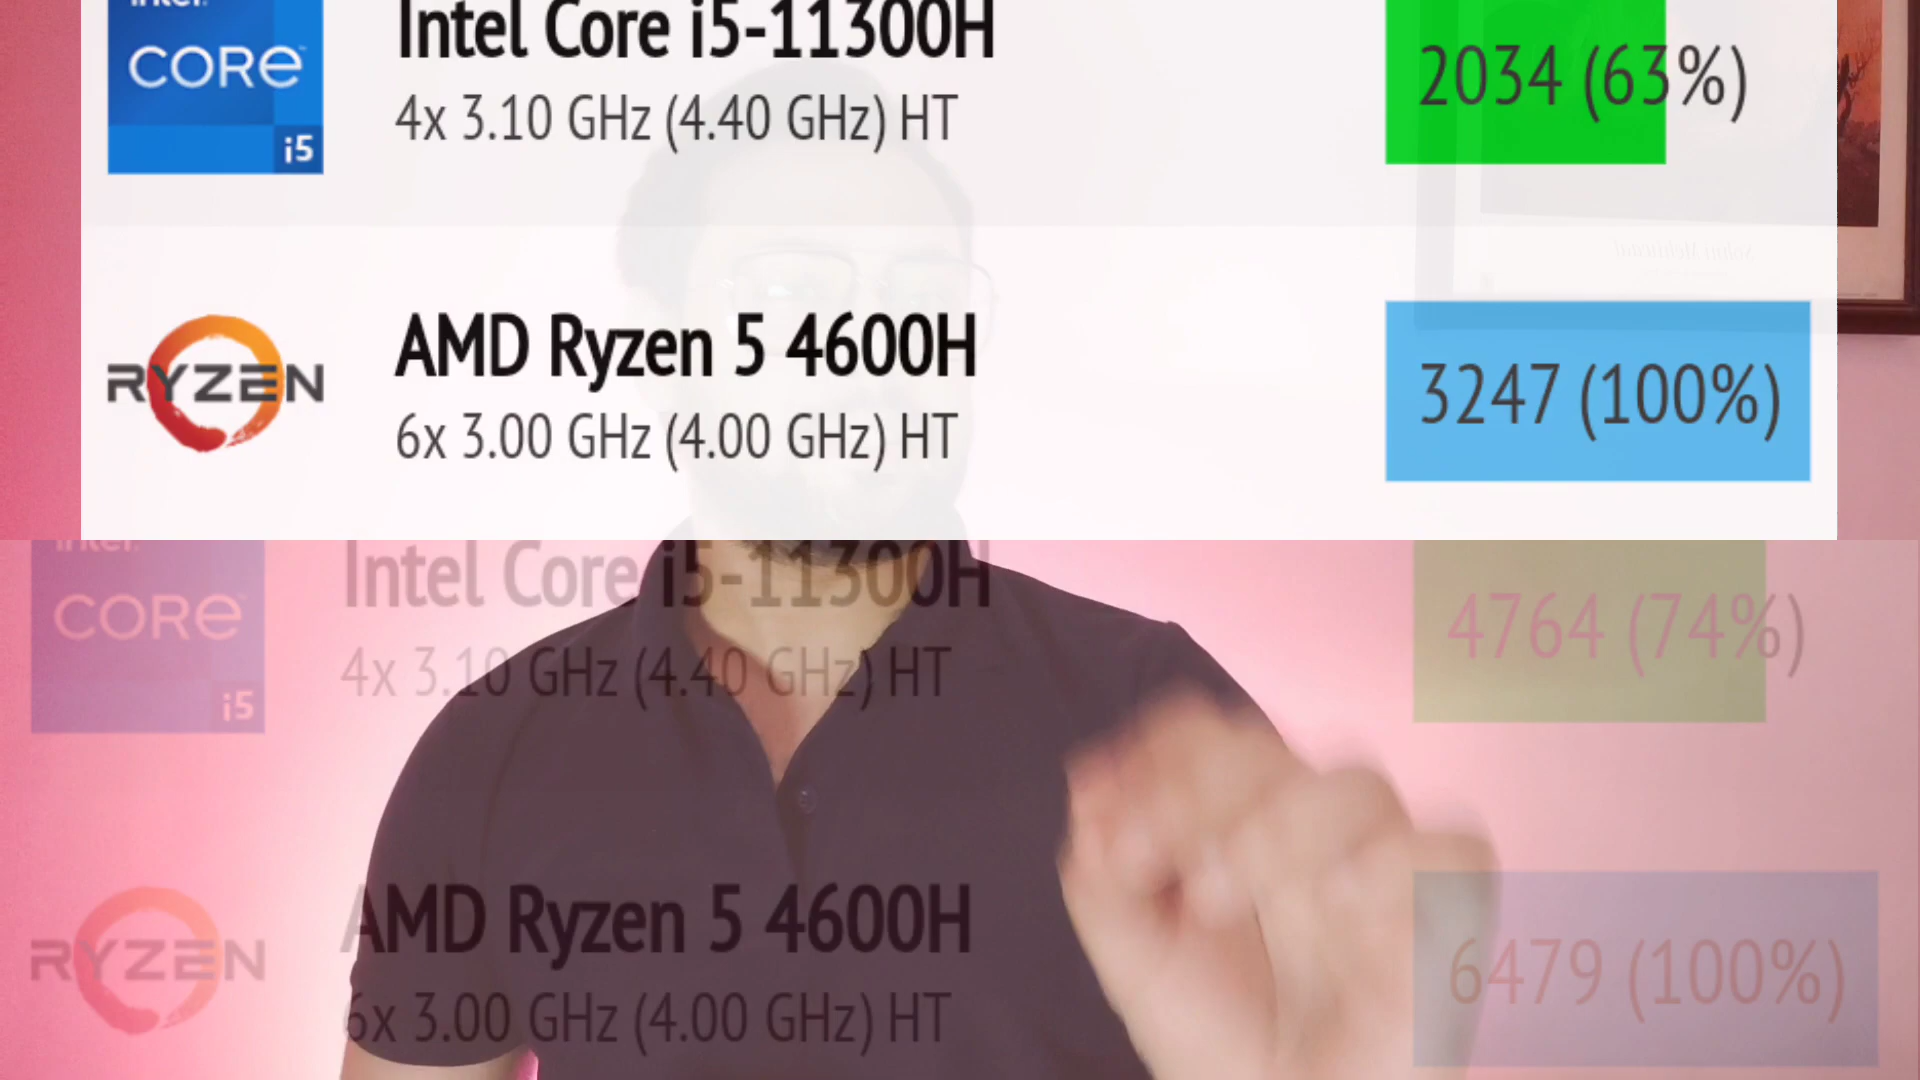 intel.
CORE
i5
Intel Core i5-11300H
4x 3.10 GHz (4.40 GHz) HT
2034 (63%)
RYZEN
AMD Ryzen 5 4600H
6x 3.00 GHz (4.00 GHz) HT
3247 (100%)
intel.
CORE
i5
Intel Core i5-11300H
4x 3.10 GHz (4.40 GHz) HT
4764 (74%)
RYZEN
AMD Ryzen 5 4600H
6x 3.00 GHz (4.00 GHz) HT
6479 (100%)